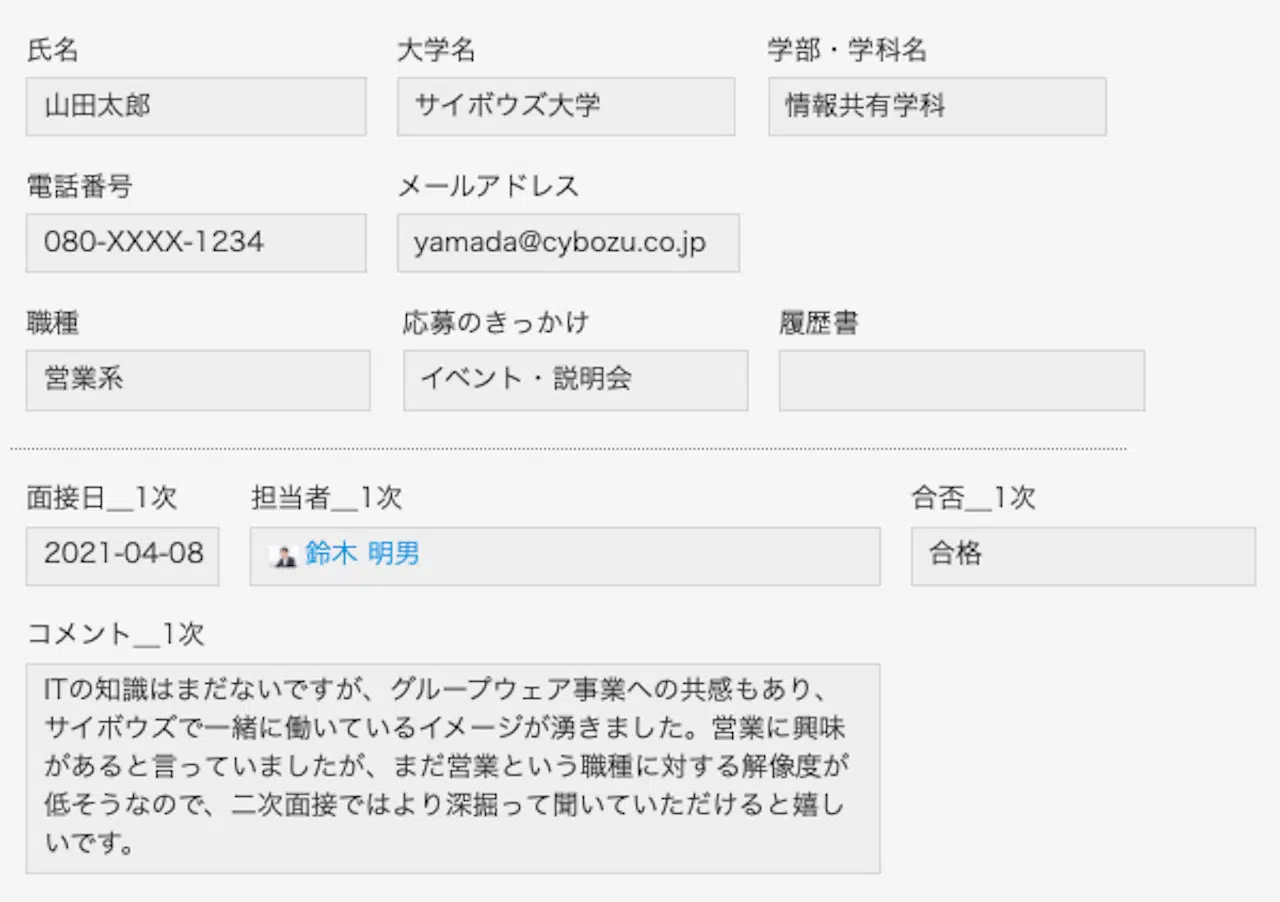 氏名 大学名 学部・学科名
山田太郎 サイボウズ大学 情報共有学科
電話番号 メールアドレス
080-XXXX-1234 yamada@cybozu.co.jp
職種 応募のきっかけ 履歴書
営業系 イベント・説明会
面接日__1次 担当者__1次 合否__1次
2021-04-08 鈴木 明男 合格
コメント__1次
ITの知識はまだないですが、グループウェア事業への共感もあり、
サイボウズで一緒に働いているイメージが湧きました。営業に興味
があると言っていましたが、まだ営業という職種に対する解像度が
低そうなので、二次面接ではより深掘って聞いていただけると嬉し
いです。